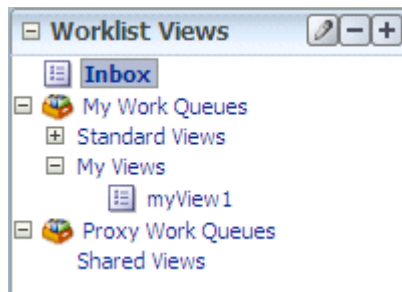 Worklist Views
Inbox
My Work Queues
Standard Views
My Views
myView1
Proxy Work Queues
Shared Views